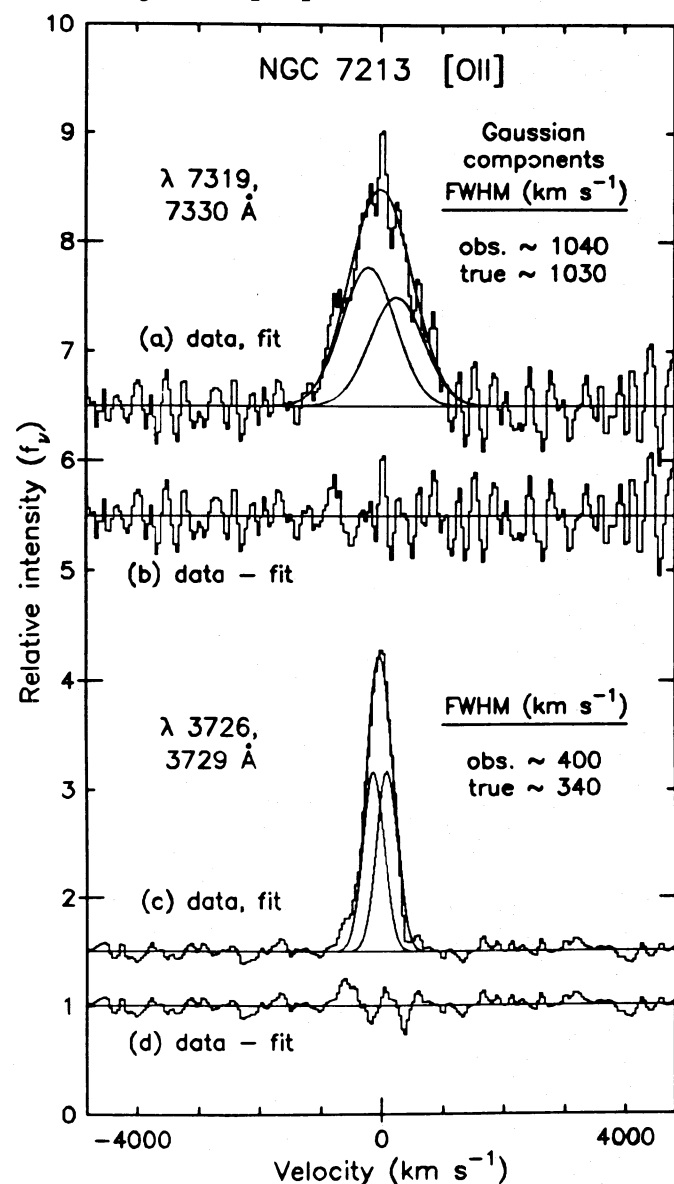 NGC 7213 [OII]
Gaussian
components
FWHM (km s⁻¹)
obs. ~ 1040
true ~ 1030
λ 7319,
7330 Å
(a) data, fit
(b) data – fit
λ 3726,
3729 Å
FWHM (km s⁻¹)
obs. ~ 400
true ~ 340
(c) data, fit
(d) data – fit
Relative intensity (fν)
10
9
8
7
6
5
4
3
2
1
0
−4000 0 4000
Velocity (km s⁻¹)